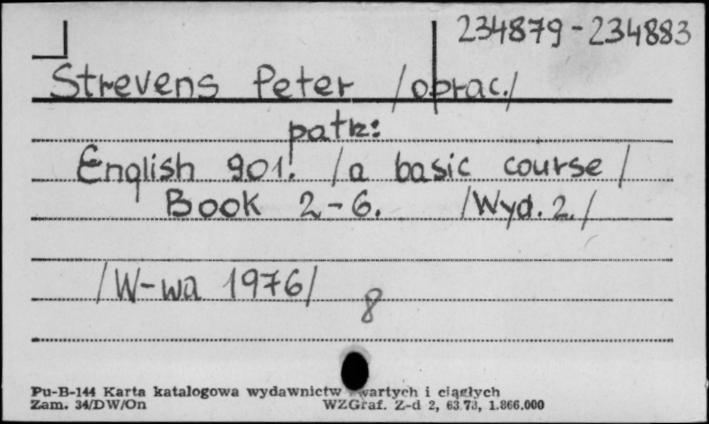 234879-234883
Strevens Peter /oprac./
patrz:
English 901. /a basic course/
Book 2-6. /Wyd. 2./
/W-wa 1976/
8
Pu-B-144 Karta katalogowa wydawnictw zwartych i ciągłych
Zam. 34/DW/On WZGraf. Z-d 2, 63.73, 1.866.000